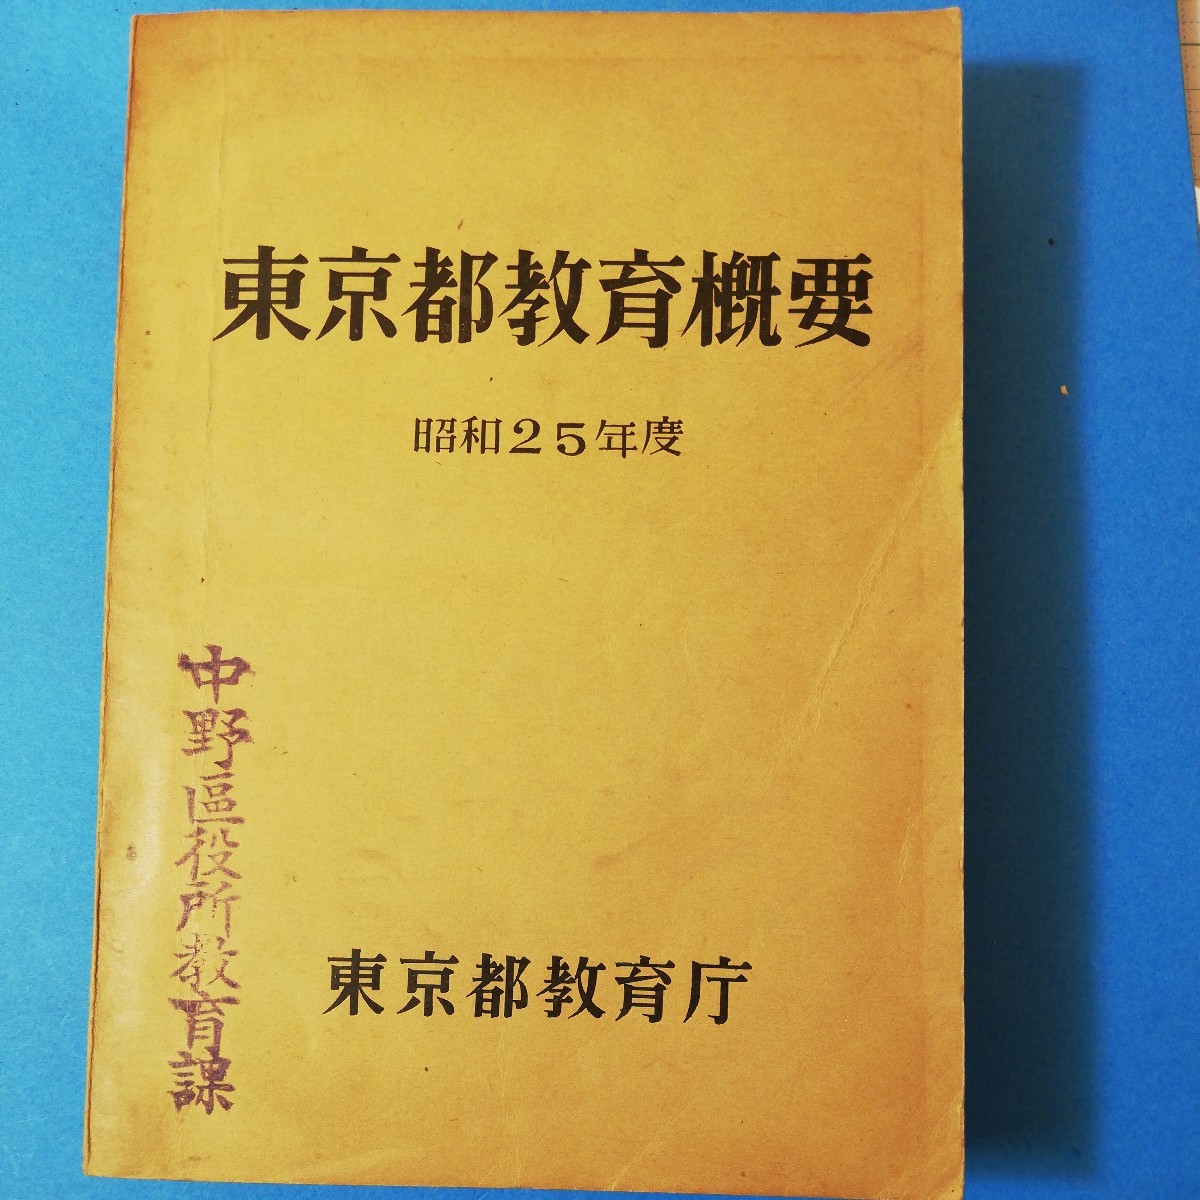 東京都教育概要
昭和25年度
中野區役所教育課
東京都教育庁